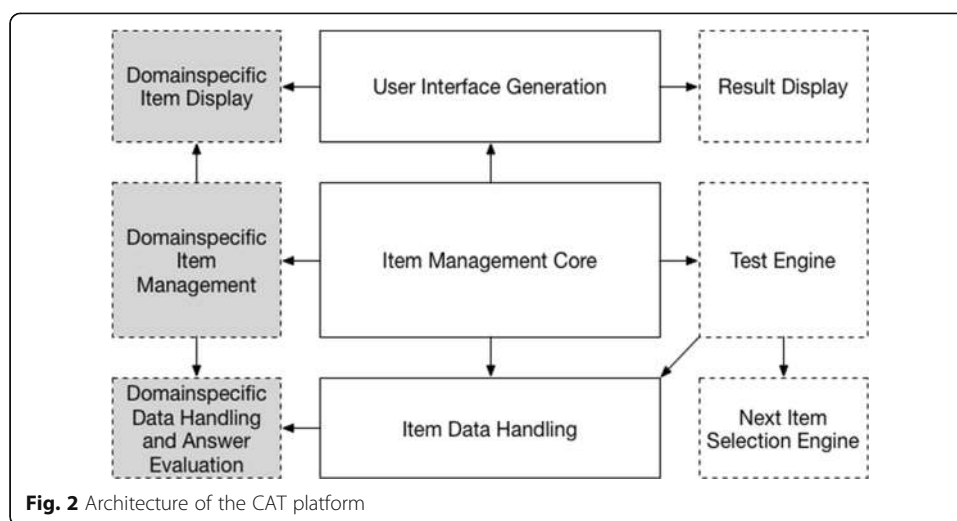 Domainspecific
Item Display
User Interface Generation
Result Display
Domainspecific
Item
Management
Item Management Core
Test Engine
Domainspecific
Data Handling
and Answer
Evaluation
Item Data Handling
Next Item
Selection Engine
Fig. 2 Architecture of the CAT platform